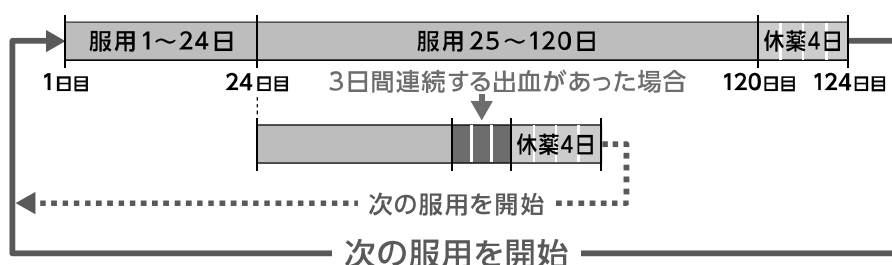 服用1～24日 服用25～120日 休薬4日
1日目 24日目 3日間連続する出血があった場合 120日目 124日目
休薬4日
次の服用を開始
次の服用を開始